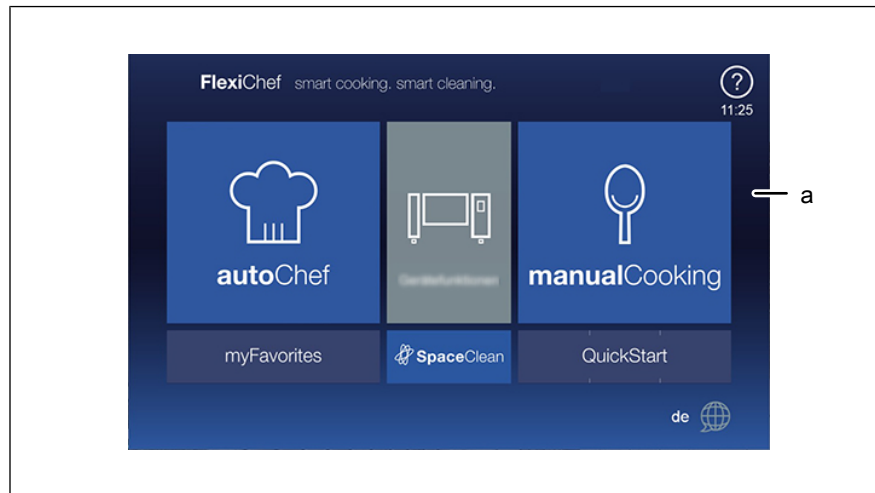 FlexiChef smart cooking. smart cleaning.
?
11:25
a
autoChef
manualCooking
myFavorites
SpaceClean
QuickStart
de